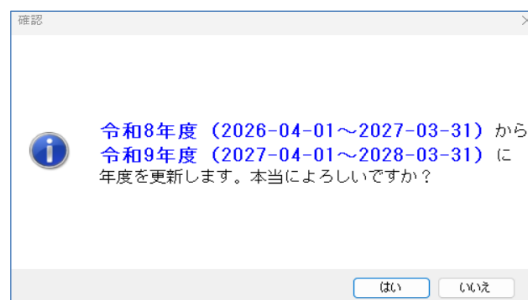 確認
令和8年度（2026-04-01～2027-03-31）から
令和9年度（2027-04-01～2028-03-31）に
年度を更新します。本当によろしいですか？
はい
いいえ